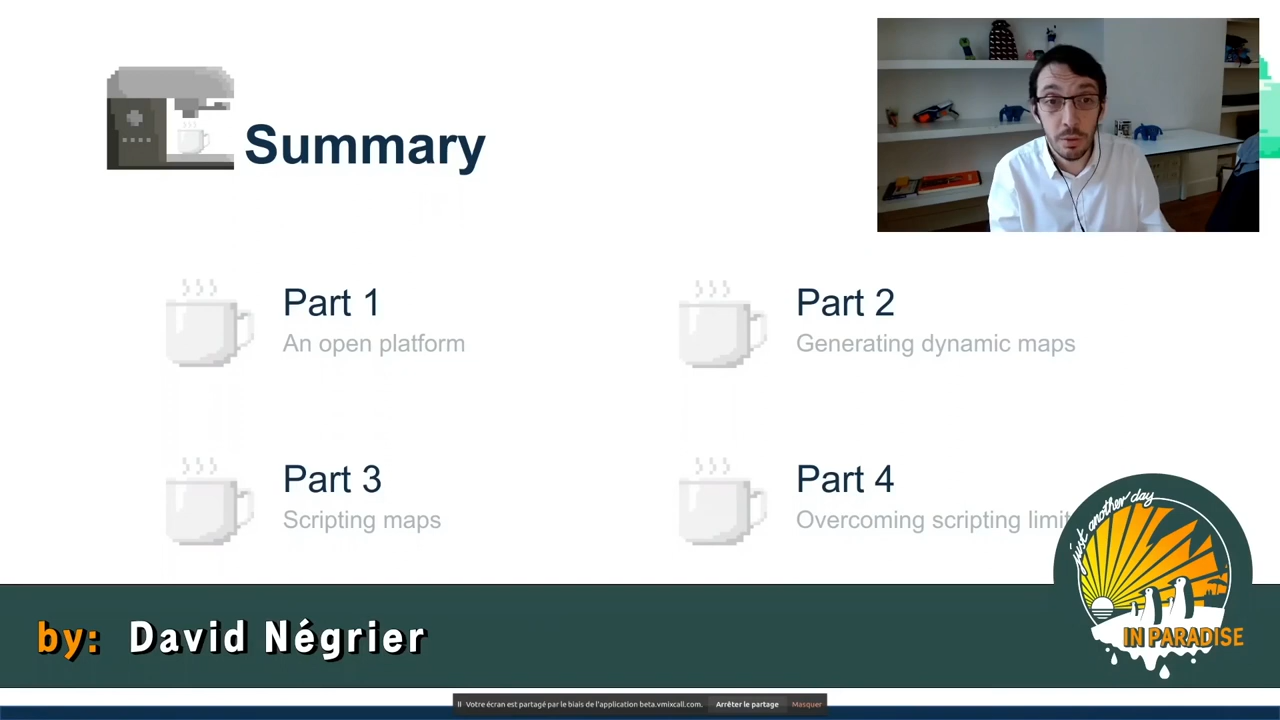 Summary
Part 1
An open platform
Part 2
Generating dynamic maps
Part 3
Scripting maps
Part 4
Overcoming scripting limit
just another day
IN PARADISE
by: David Négrier
Votre écran est partagé par le biais de l'application beta.vmixcall.com. Arrêter le partage Masquer